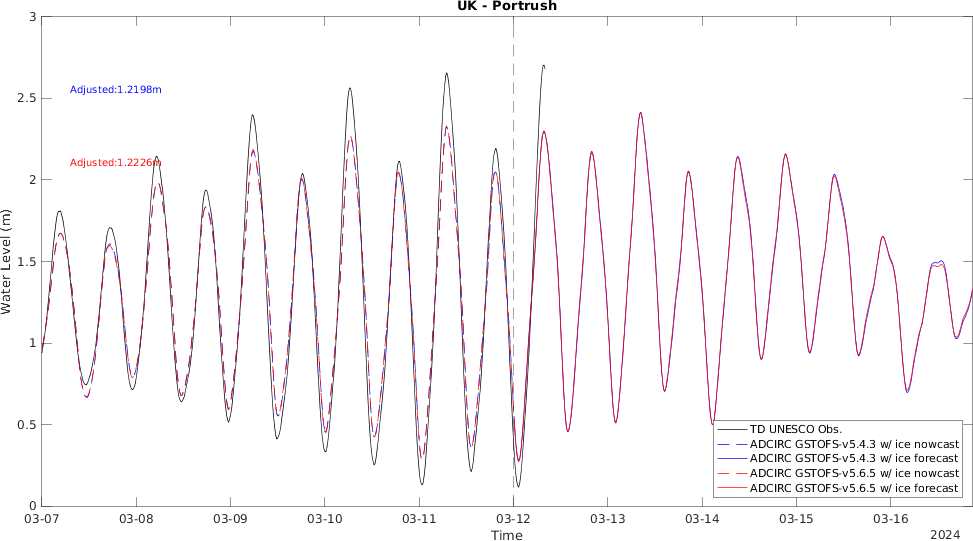 UK - Portrush
3
2.5
2
1.5
1
0.5
0
Water Level (m)
Adjusted:1.2198m
Adjusted:1.2226m
TD UNESCO Obs.
ADCIRC GSTOFS-v5.4.3 w/ ice nowcast
ADCIRC GSTOFS-v5.4.3 w/ ice forecast
ADCIRC GSTOFS-v5.6.5 w/ ice nowcast
ADCIRC GSTOFS-v5.6.5 w/ ice forecast
03-07 03-08 03-09 03-10 03-11 03-12 03-13 03-14 03-15 03-16
Time
2024